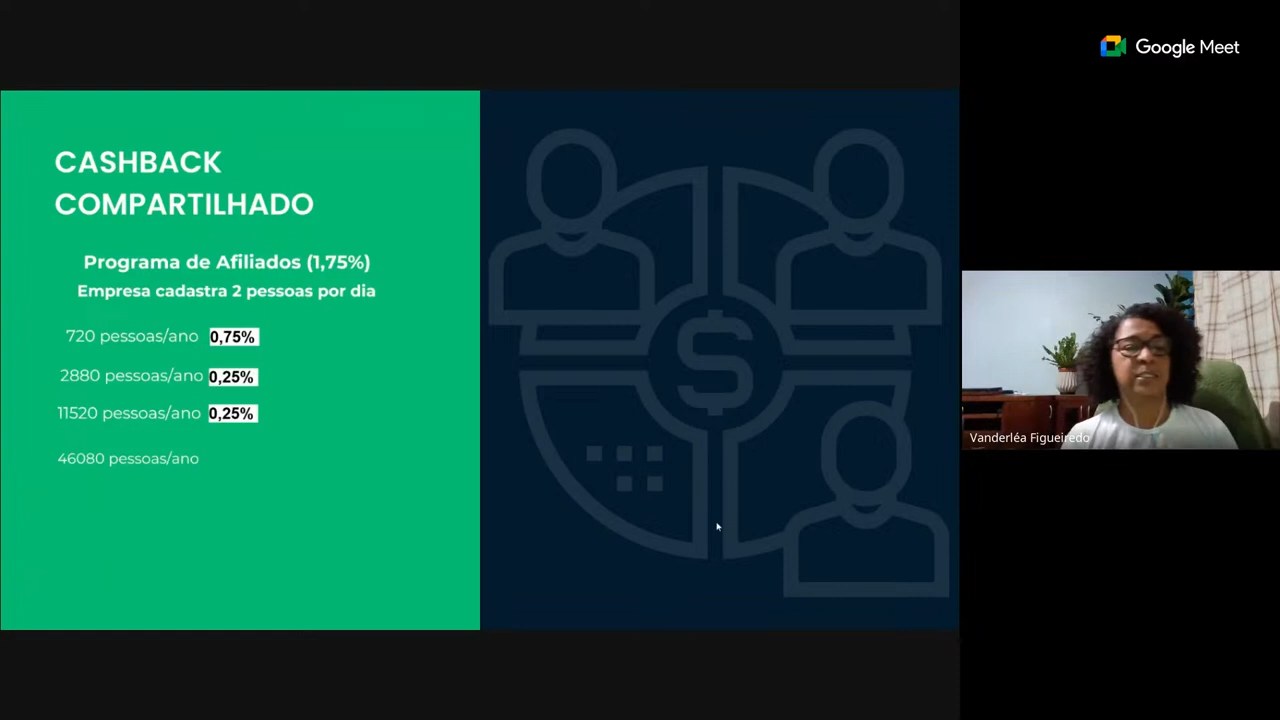 Google Meet
CASHBACK
COMPARTILHADO
Programa de Afiliados (1,75%)
Empresa cadastra 2 pessoas por dia
720 pessoas/ano 0,75%
2880 pessoas/ano 0,25%
11520 pessoas/ano 0,25%
46080 pessoas/ano
Vanderléa Figueiredo